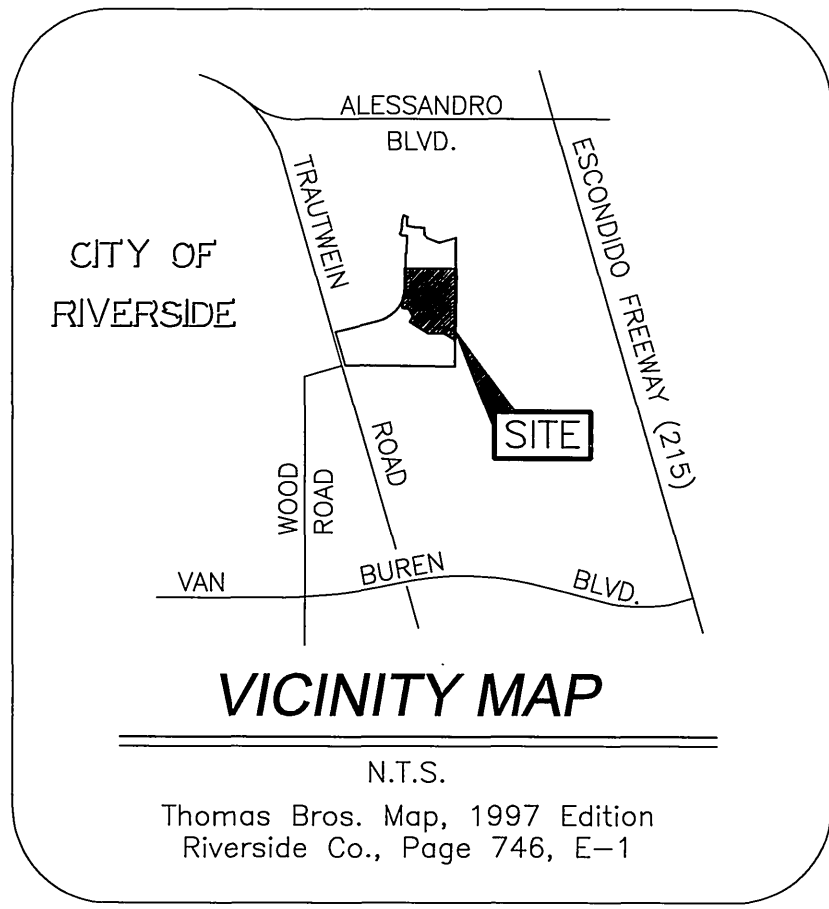 ALESSANDRO
BLVD.
TRAUTWEIN
ESCONDIDO FREEWAY (215)
CITY OF
RIVERSIDE
SITE
ROAD
WOOD
ROAD
VAN BUREN BLVD.
VICINITY MAP
N.T.S.
Thomas Bros. Map, 1997 Edition
Riverside Co., Page 746, E-1